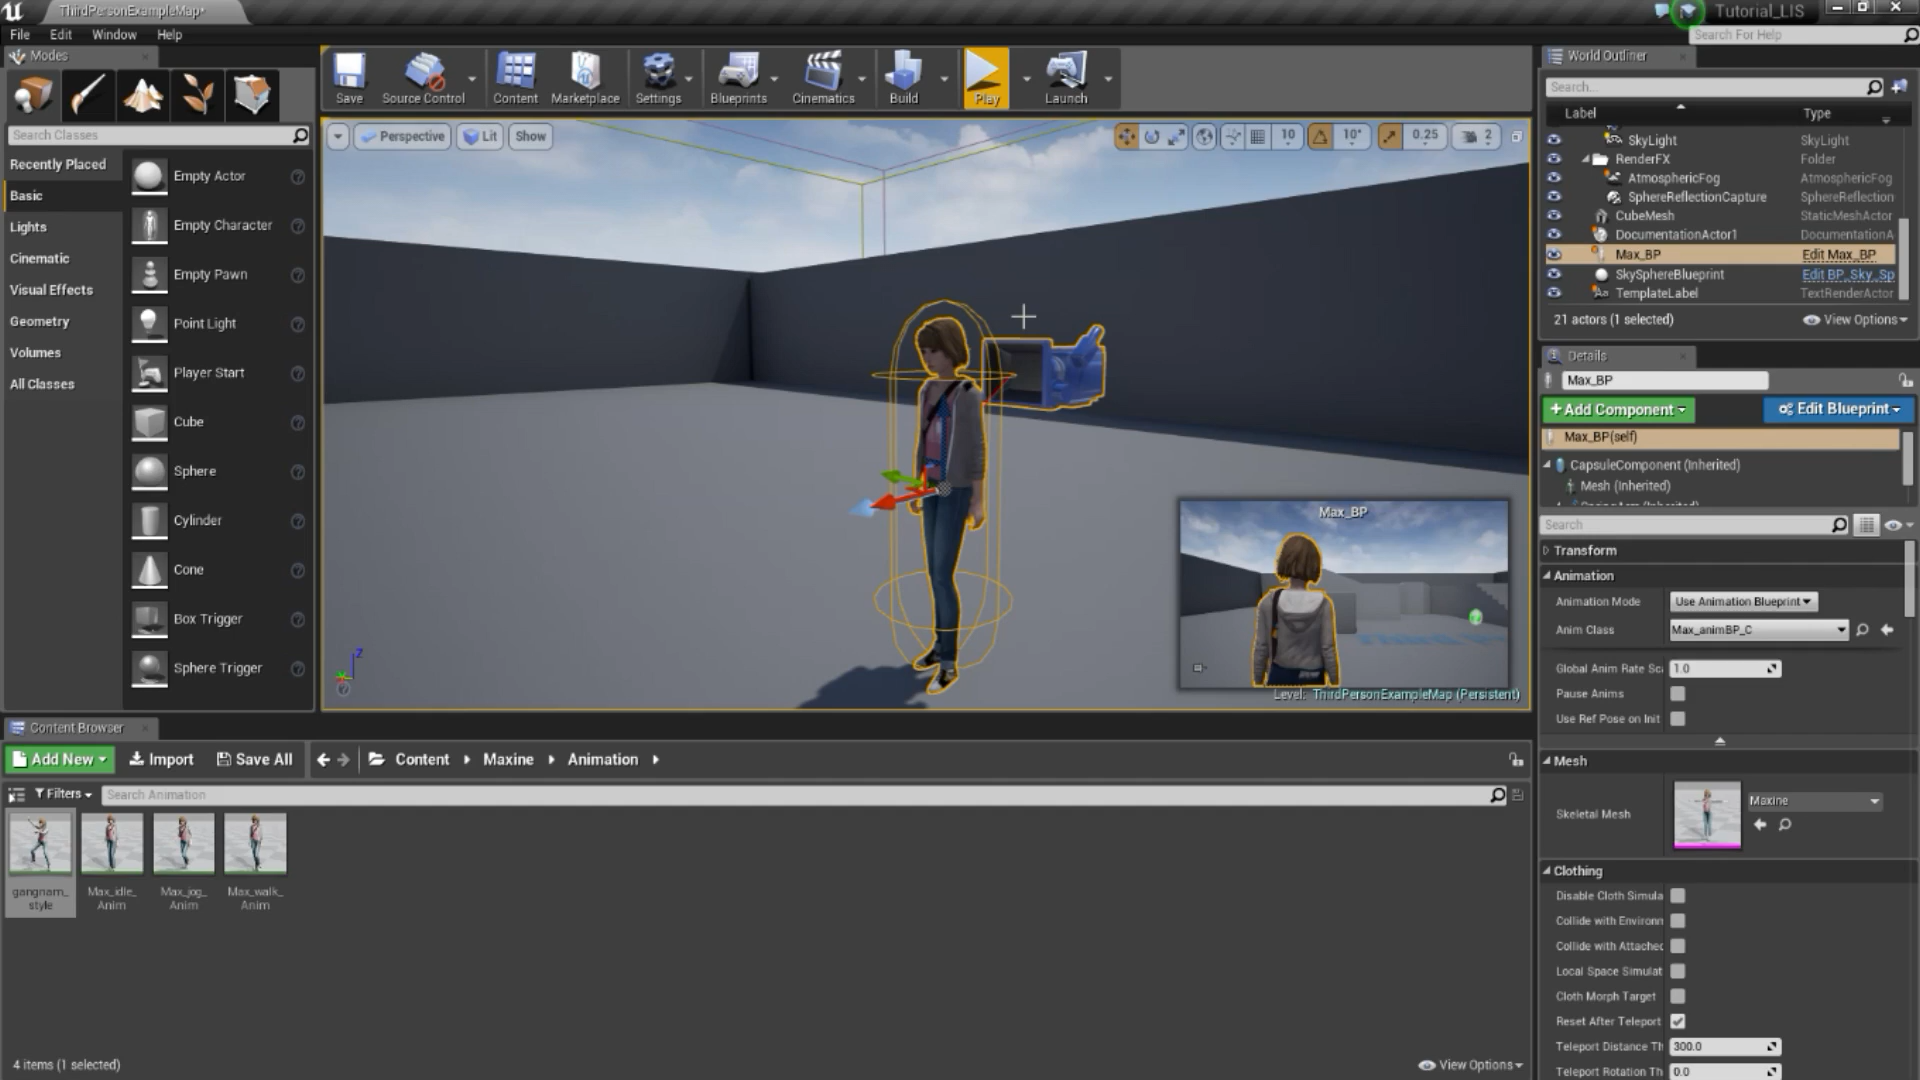 ThirdPersonExampleMap*
Tutorial_LIS
File Edit Window Help
Search For Help
Modes
Search Classes
Recently Placed
Basic
Lights
Cinematic
Visual Effects
Geometry
Volumes
All Classes
Empty Actor
Empty Character
Empty Pawn
Point Light
Player Start
Cube
Sphere
Cylinder
Cone
Box Trigger
Sphere Trigger
Save Source Control Content Marketplace Settings Blueprints Cinematics Build Play Launch
Perspective Lit Show
10 10° 0.25 2
Max_BP
Level: ThirdPersonExampleMap (Persistent)
World Outliner
Search...
Label Type
SkyLight SkyLight
RenderFX Folder
AtmosphericFog AtmosphericFog
SphereReflectionCapture SphereReflection
CubeMesh StaticMeshActor
DocumentationActor1 DocumentationA
Max_BP Edit Max_BP
SkySphereBlueprint Edit BP_Sky_Sp
TemplateLabel TextRenderActor
21 actors (1 selected) View Options
Details
Max_BP
+Add Component Edit Blueprint
Max_BP(self)
CapsuleComponent (Inherited)
Mesh (Inherited)
Search
Transform
Animation
Animation Mode Use Animation Blueprint
Anim Class Max_animBP_C
Global Anim Rate Sca 1.0
Pause Anims
Use Ref Pose on Init
Mesh
Skeletal Mesh Maxine
Clothing
Disable Cloth Simula
Collide with Environm
Collide with Attached
Local Space Simulat
Cloth Morph Target
Reset After Teleport
Teleport Distance Th 300.0
Teleport Rotation Th 0.0
Content Browser
Add New Import Save All Content Maxine Animation
Filters Search Animation
gangnam_
style
Max_idle_
Anim
Max_jog_
Anim
Max_walk_
Anim
4 items (1 selected) View Options